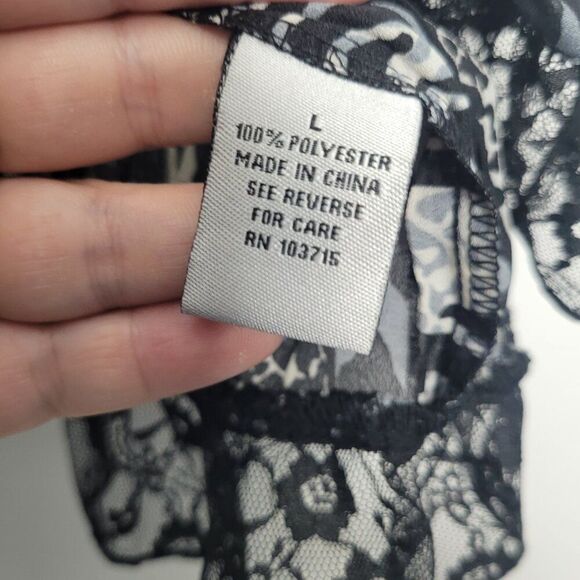 L
100% POLYESTER
MADE IN CHINA
SEE REVERSE
FOR CARE
RN 103715